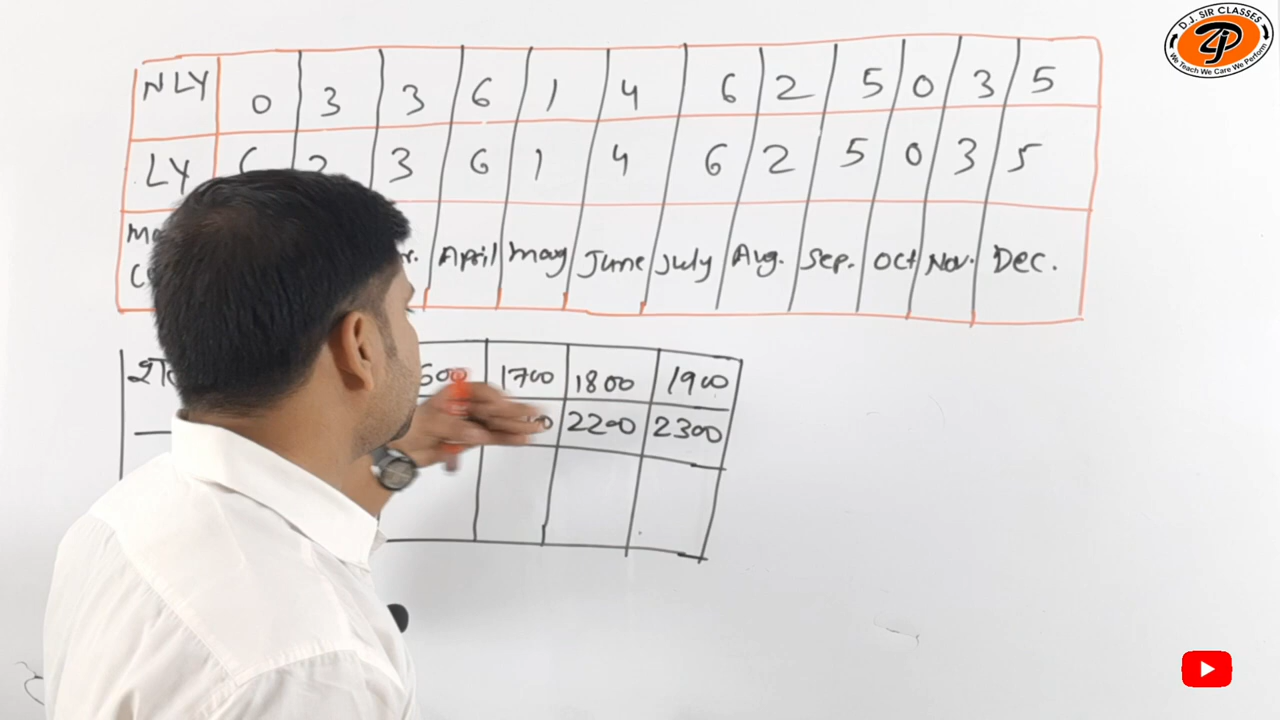 D.J. SIR CLASSES
We Teach We Care We Perform
NLY 0 3 3 6 1 4 6 2 5 0 3 5
LY 3 6 1 4 6 2 5 0 3 5
April May June July Aug. Sep. Oct Nov. Dec.
1700 1800 1900
2200 2300